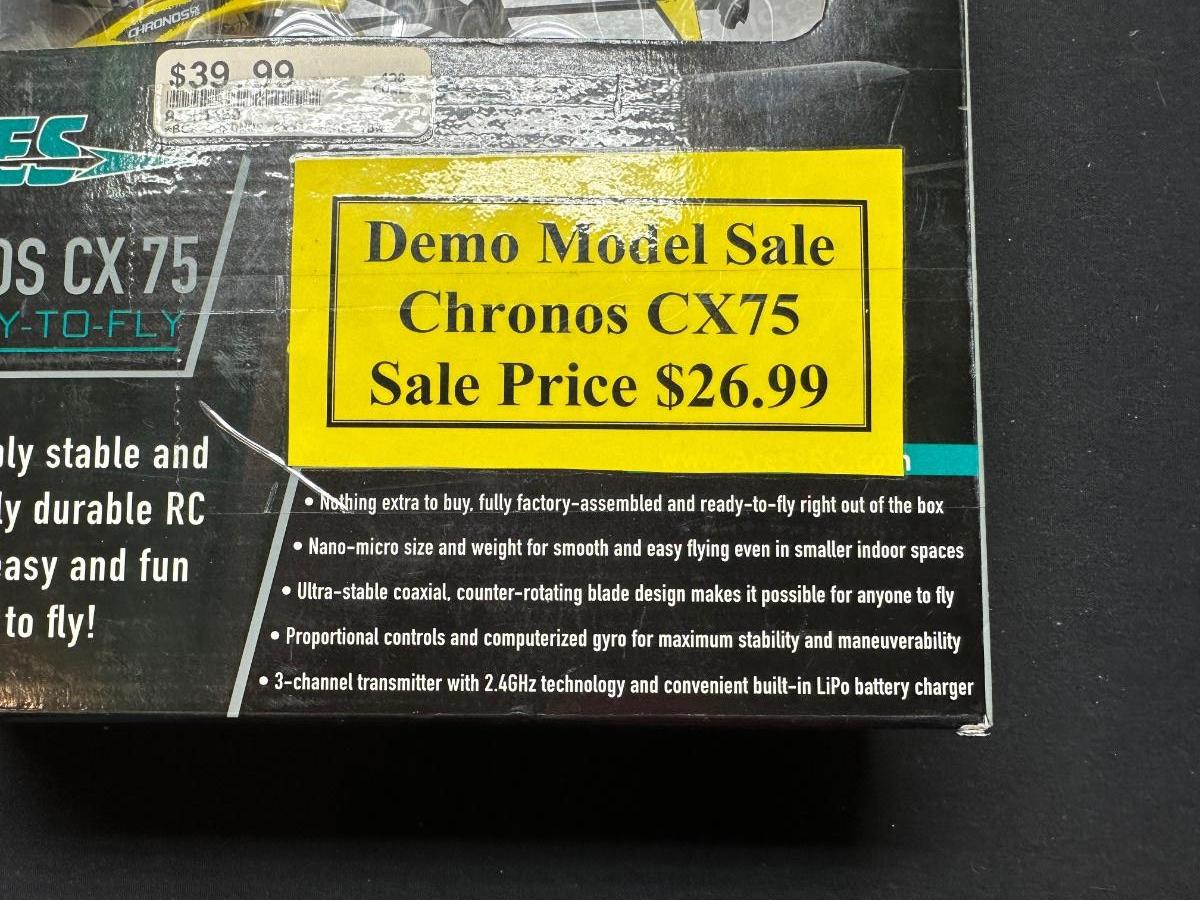 CHRONOS CX 75
$39.99
ES
OS CX 75
Y-TO-FLY
Demo Model Sale
Chronos CX75
Sale Price $26.99
bly stable and
ly durable RC
easy and fun
to fly!
• Nothing extra to buy, fully factory-assembled and ready-to-fly right out of the box
• Nano-micro size and weight for smooth and easy flying even in smaller indoor spaces
• Ultra-stable coaxial, counter-rotating blade design makes it possible for anyone to fly
• Proportional controls and computerized gyro for maximum stability and maneuverability
• 3-channel transmitter with 2.4GHz technology and convenient built-in LiPo battery charger